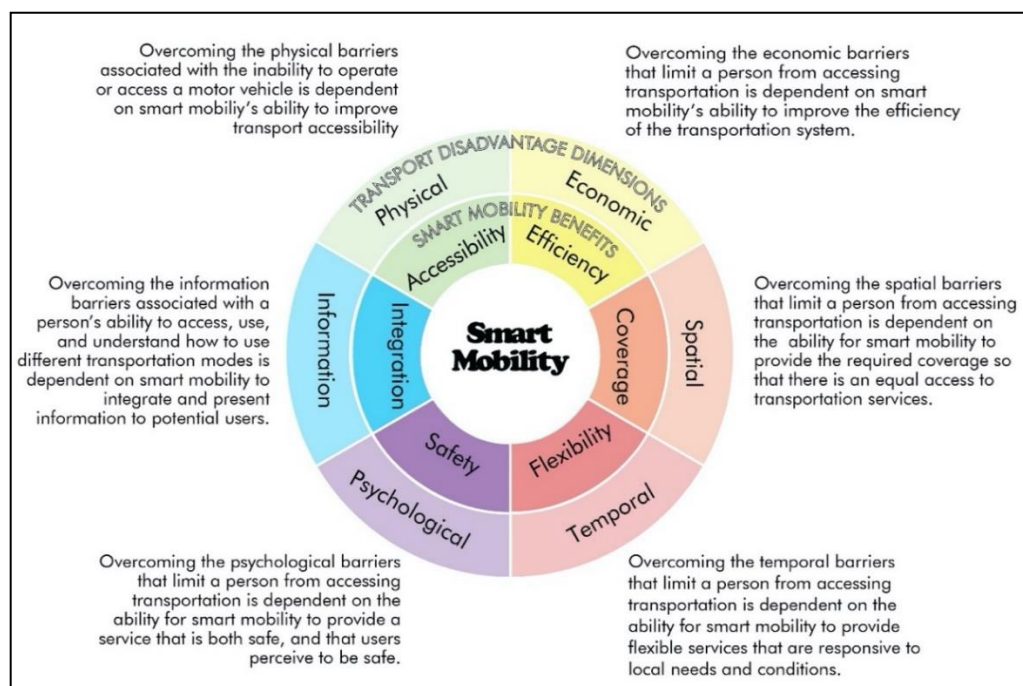 Overcoming the physical barriers
associated with the inability to operate
or access a motor vehicle is dependent
on smart mobiliy's ability to improve
transport accessibility
Overcoming the economic barriers
that limit a person from accessing
transportation is dependent on smart
mobility's ability to improve the efficiency
of the transportation system.
TRANSPORT DISADVANTAGE DIMENSIONS
Physical
Economic
SMART MOBILITY BENEFITS
Accessibility
Efficiency
Overcoming the information
barriers associated with a
person's ability to access, use,
and understand how to use
different transportation modes is
dependent on smart mobility to
integrate and present
information to potential users.
Information
Integration
Smart
Mobility
Coverage
Spatial
Overcoming the spatial barriers
that limit a person from accessing
transportation is dependent on
the ability for smart mobility to
provide the required coverage so
that there is an equal access to
transportation services.
Safety
Flexibility
Psychological
Temporal
Overcoming the psychological barriers
that limit a person from accessing
transportation is dependent on the
ability for smart mobility to provide a
service that is both safe, and that users
perceive to be safe.
Overcoming the temporal barriers
that limit a person from accessing
transportation is dependent on the
ability for smart mobility to provide
flexible services that are responsive to
local needs and conditions.